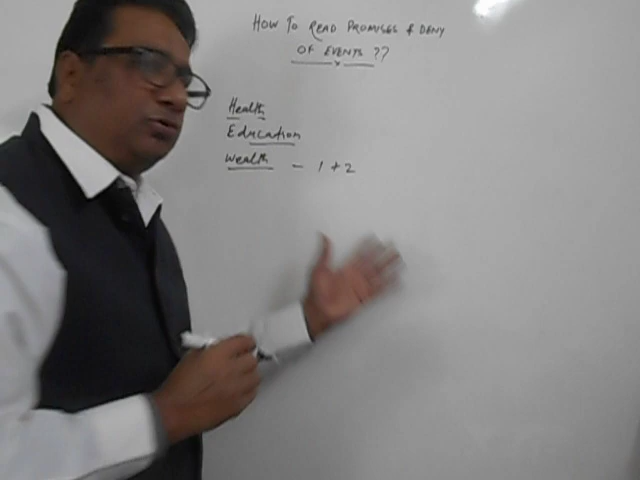 HOW TO READ PROMISES & DENY
OF EVENTS ??
Health
Education
Wealth - 1 + 2